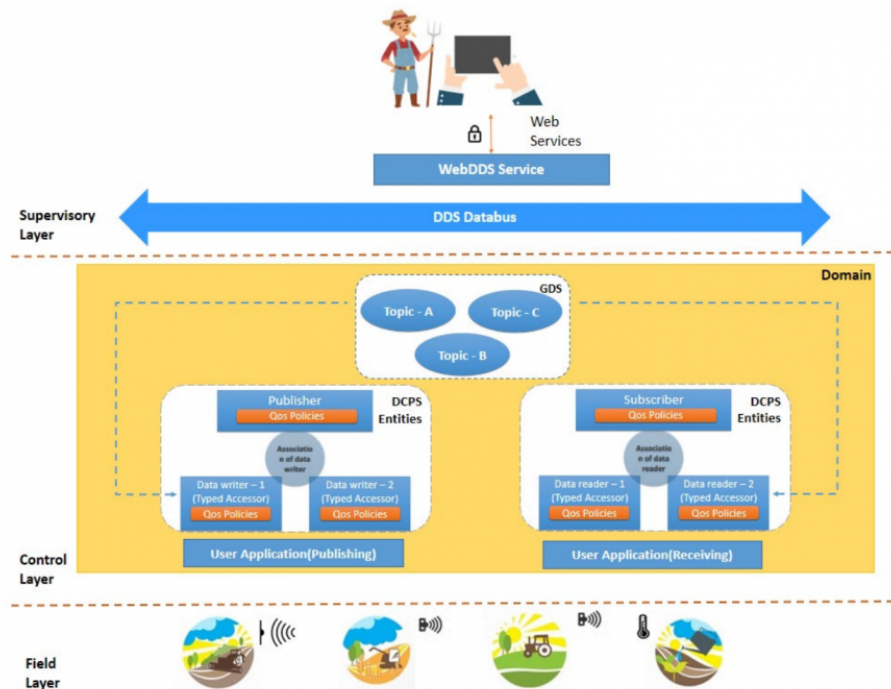 Web
Services
WebDDS Service
Supervisory
Layer
DDS Databus
Domain
GDS
Topic - A
Topic - C
Topic - B
Publisher
Qos Policies
DCPS
Entities
Associatio
n of data
writer
Data writer – 1
(Typed Accessor)
Qos Policies
Data writer – 2
(Typed Accessor)
Qos Policies
User Application(Publishing)
Subscriber
Qos Policies
DCPS
Entities
Associatio
n of data
reader
Data reader – 1
(Typed Accessor)
Qos Policies
Data reader – 2
(Typed Accessor)
Qos Policies
User Application(Receiving)
Control
Layer
Field
Layer